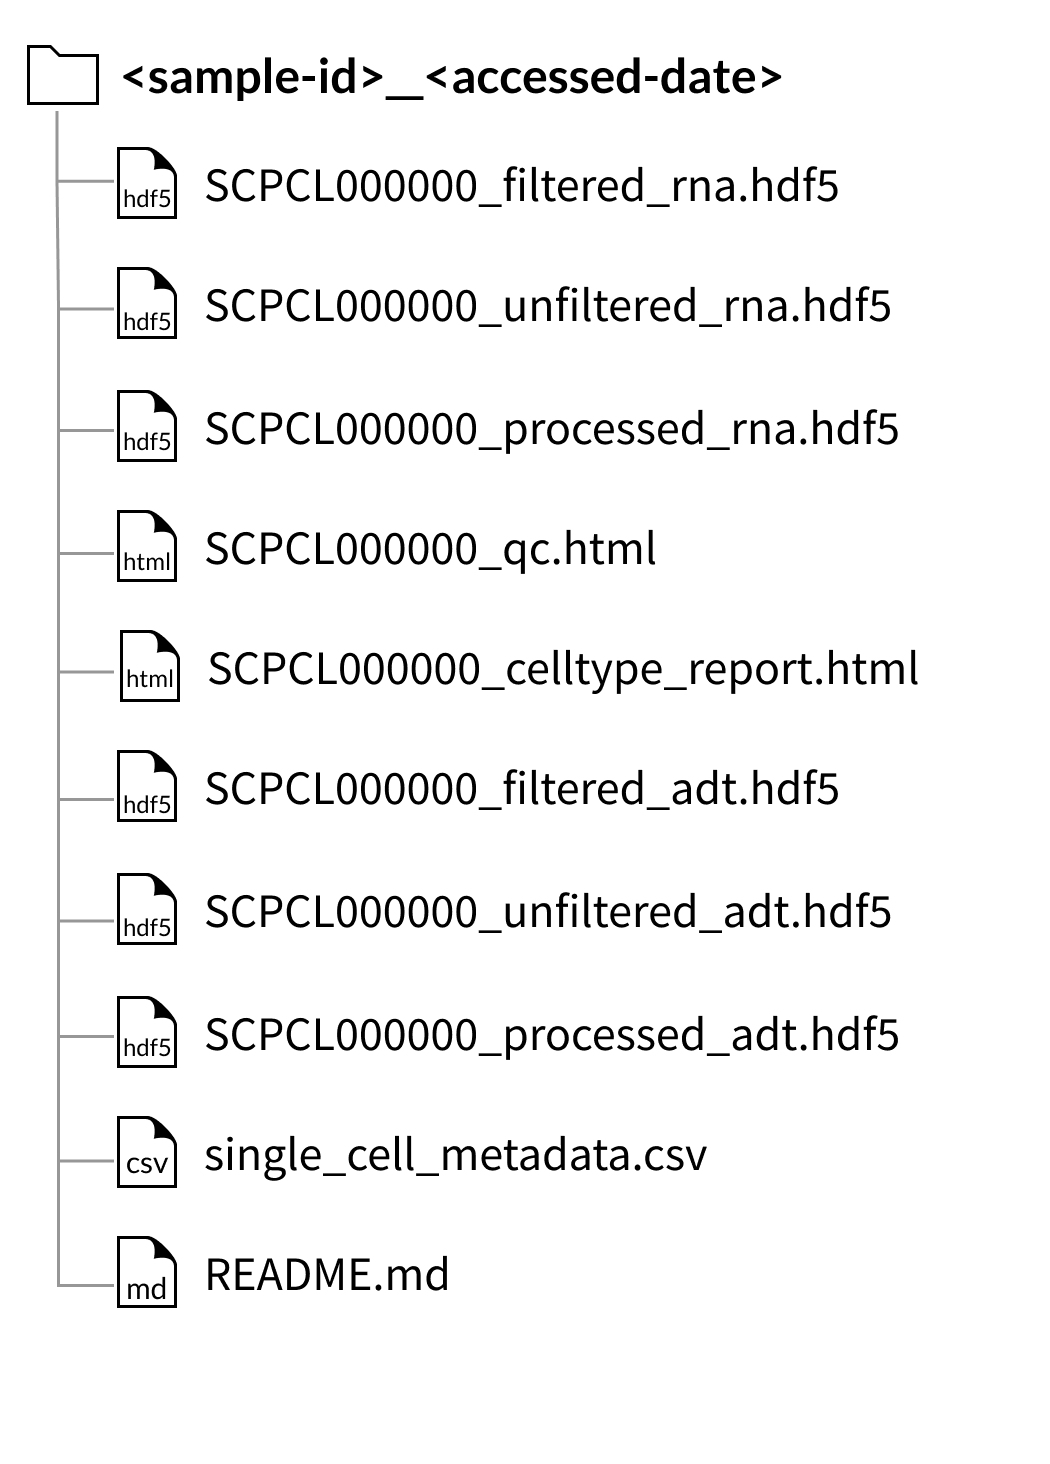 <sample-id>__<accessed-date>
hdf5 SCPCL000000_filtered_rna.hdf5
hdf5 SCPCL000000_unfiltered_rna.hdf5
hdf5 SCPCL000000_processed_rna.hdf5
html SCPCL000000_qc.html
html SCPCL000000_celltype_report.html
hdf5 SCPCL000000_filtered_adt.hdf5
hdf5 SCPCL000000_unfiltered_adt.hdf5
hdf5 SCPCL000000_processed_adt.hdf5
csv single_cell_metadata.csv
md README.md